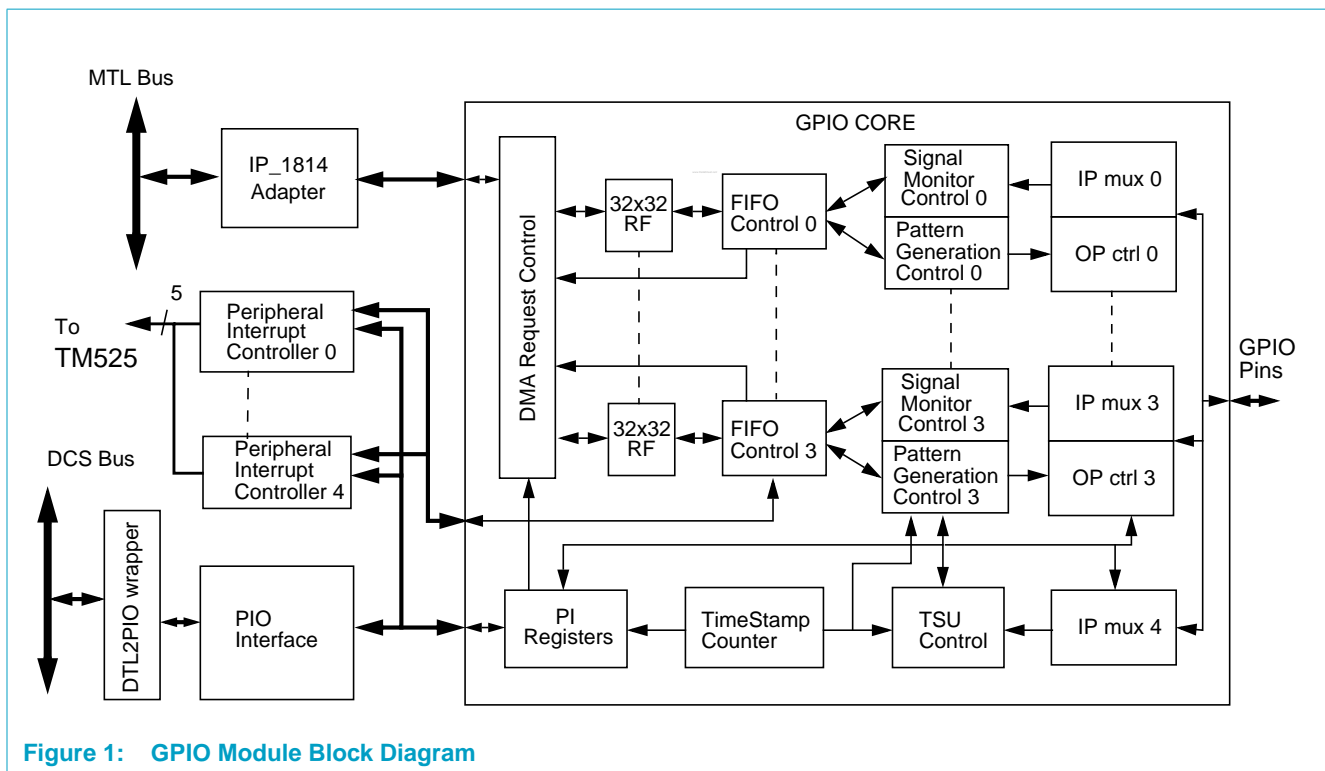 MTL Bus
IP_1814
Adapter
GPIO CORE
DMA Request Control
32x32
RF
FIFO
Control 0
Signal
Monitor
Control 0
Pattern
Generation
Control 0
IP mux 0
OP ctrl 0
5
To
TM525
Peripheral
Interrupt
Controller 0
Peripheral
Interrupt
Controller 4
32x32
RF
FIFO
Control 3
Signal
Monitor
Control 3
Pattern
Generation
Control 3
IP mux 3
OP ctrl 3
GPIO
Pins
DCS Bus
DTL2PIO wrapper
PIO
Interface
PI
Registers
TimeStamp
Counter
TSU
Control
IP mux 4
Figure 1: GPIO Module Block Diagram